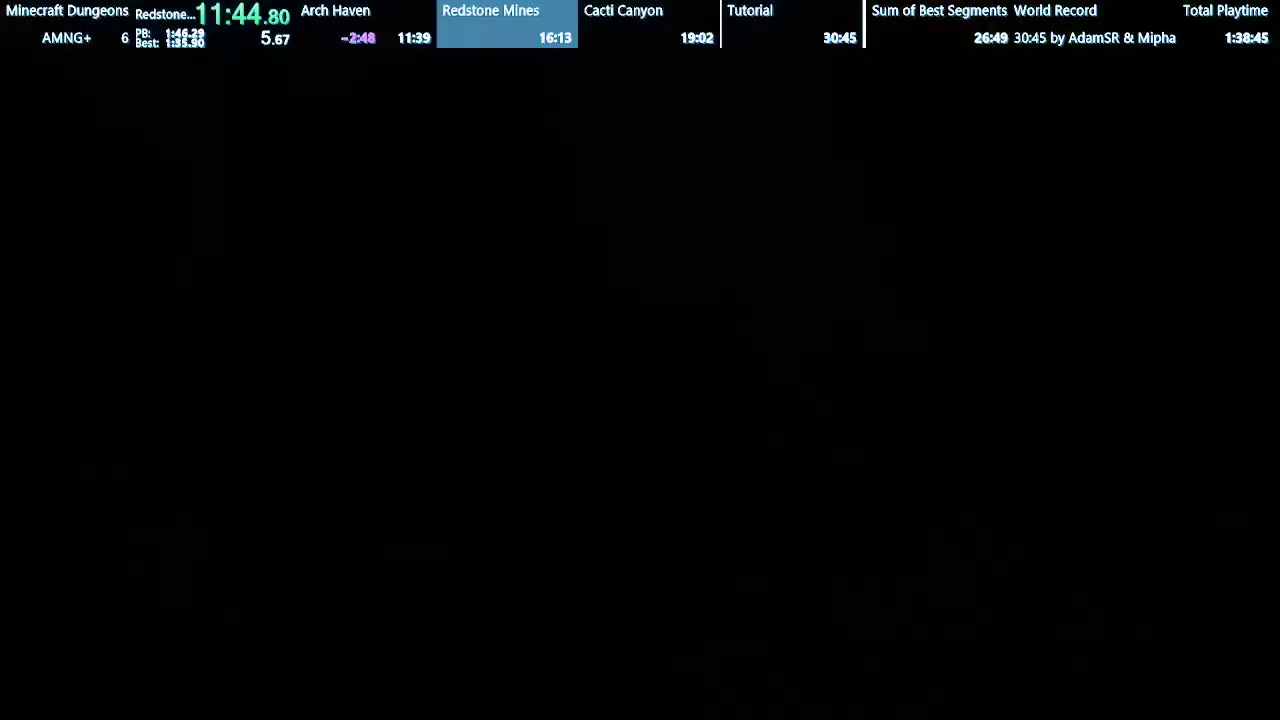 Minecraft Dungeons
AMNG+ 6
Redstone... 11:44.80
PB: 1:45.29
Best: 1:35.90
5.67
Arch Haven
-2:48 11:39
Redstone Mines
16:13
Cacti Canyon
19:02
Tutorial
30:45
Sum of Best Segments
26:49
World Record
30:45 by AdamSR & Mipha
Total Playtime
1:38:45